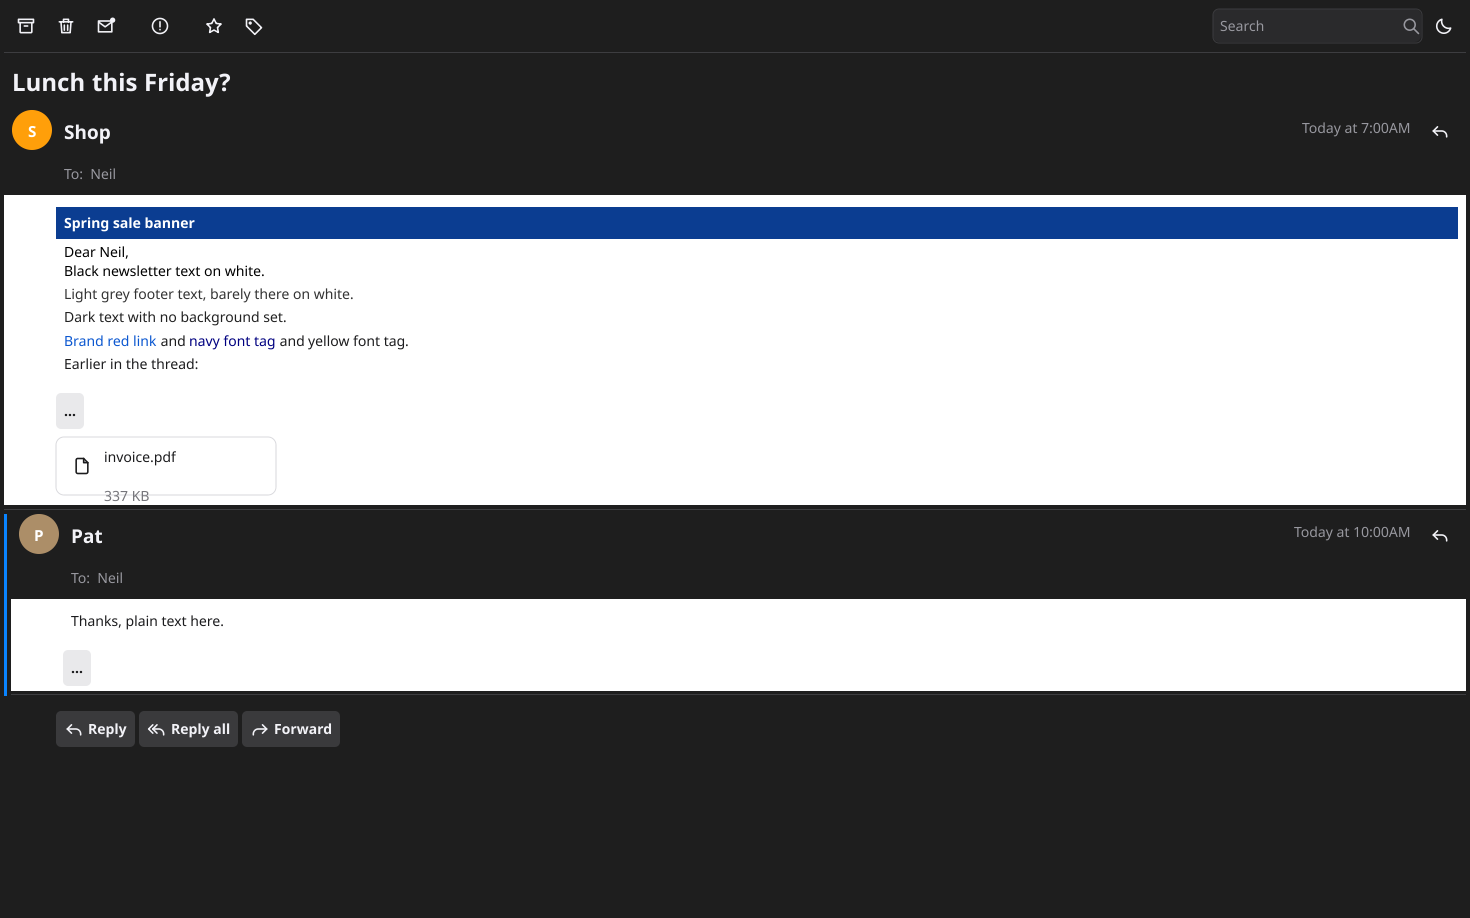 Search
Lunch this Friday?
S
Shop
Today at 7:00AM
To: Neil
Spring sale banner
Dear Neil,
Black newsletter text on white.
Light grey footer text, barely there on white.
Dark text with no background set.
Brand red link and navy font tag and yellow font tag.
Earlier in the thread:
...
invoice.pdf
337 KB
P
Pat
Today at 10:00AM
To: Neil
Thanks, plain text here.
...
Reply
Reply all
Forward